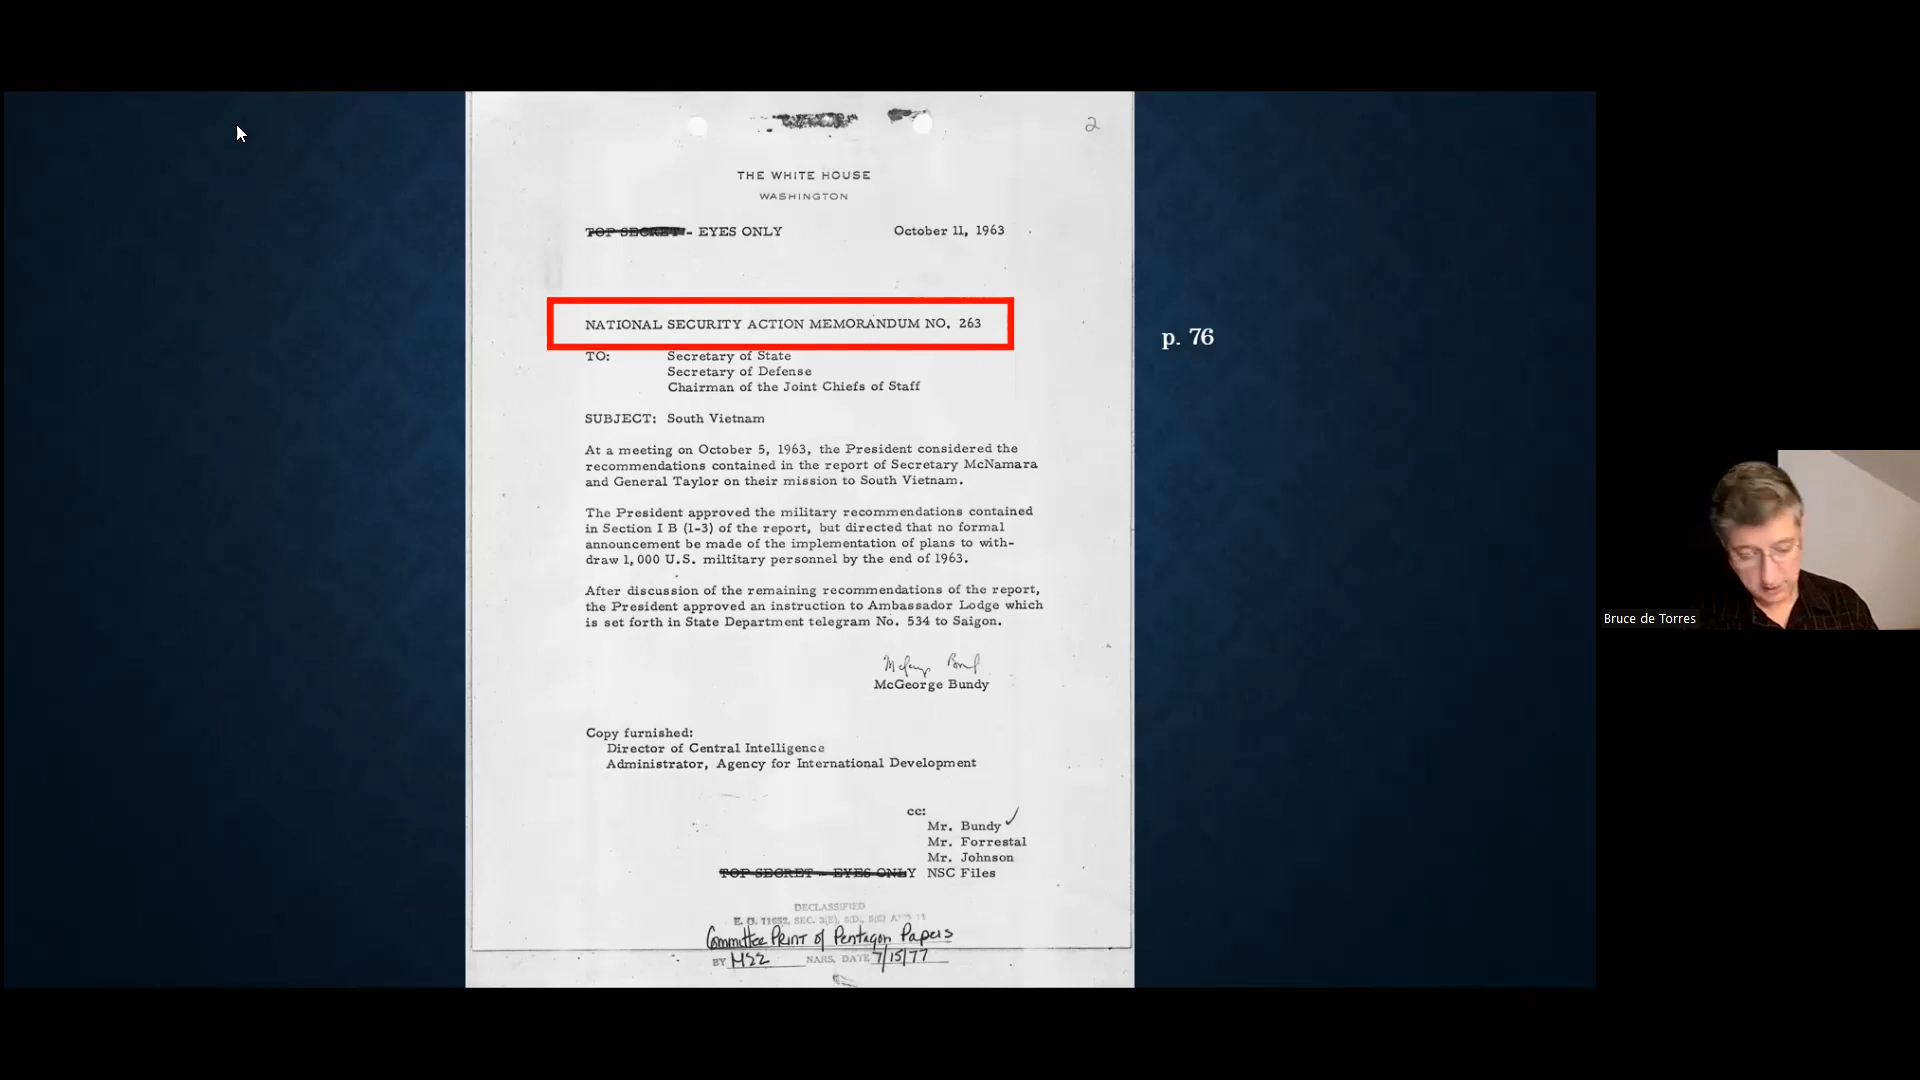 2
THE WHITE HOUSE
WASHINGTON
TOP SECRET - EYES ONLY
October 11, 1963
NATIONAL SECURITY ACTION MEMORANDUM NO. 263
TO: Secretary of State
Secretary of Defense
Chairman of the Joint Chiefs of Staff
SUBJECT: South Vietnam
At a meeting on October 5, 1963, the President considered the
recommendations contained in the report of Secretary McNamara
and General Taylor on their mission to South Vietnam.
The President approved the military recommendations contained
in Section I B (1-3) of the report, but directed that no formal
announcement be made of the implementation of plans to with-
draw 1,000 U.S. miltitary personnel by the end of 1963.
After discussion of the remaining recommendations of the report,
the President approved an instruction to Ambassador Lodge which
is set forth in State Department telegram No. 534 to Saigon.
McGeorge Bundy
Copy furnished:
Director of Central Intelligence
Administrator, Agency for International Development
cc:
Mr. Bundy
Mr. Forrestal
Mr. Johnson
TOP SECRET - EYES ONLY NSC Files
DECLASSIFIED
E. O. 11652, SEC. 3(E), 5(D), 5(E) AND 11
Committee PRINT of Pentagon Papers
BY MSZ NARS, DATE 7/15/77
p. 76
Bruce de Torres